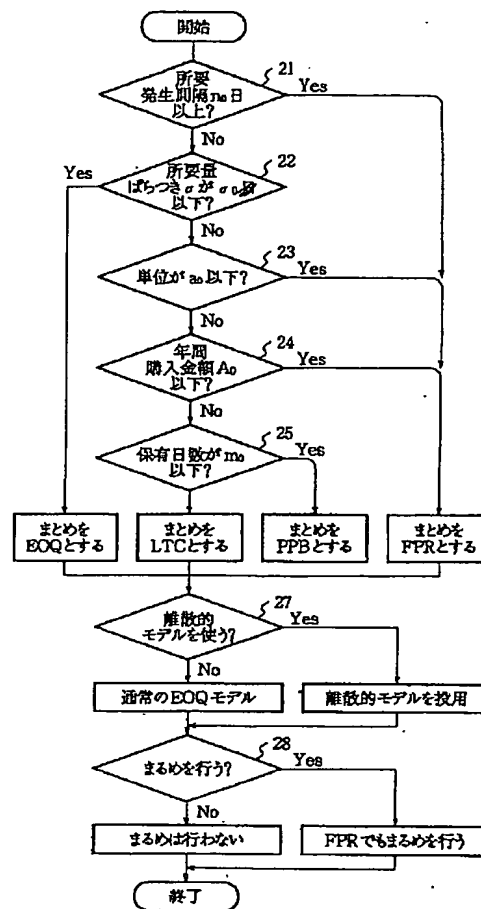 開始
21
所要
発生間隔n₀日
以上?
Yes
No
22
Yes
所要量
ばらつきσがσ₀
以下?
No
23
単位がa₀以下?
Yes
No
24
年間
購入金額A₀
以下?
Yes
No
25
保有日数がm₀
以下?
Yes
No
まとめを
EOQとする
まとめを
LTCとする
まとめを
PPBとする
まとめを
FPRとする
27
離散的
モデルを使う?
Yes
No
通常のEOQモデル
離散的モデルを投用
28
まるめを行う?
Yes
No
まるめは行わない
FPRでもまるめを行う
終了